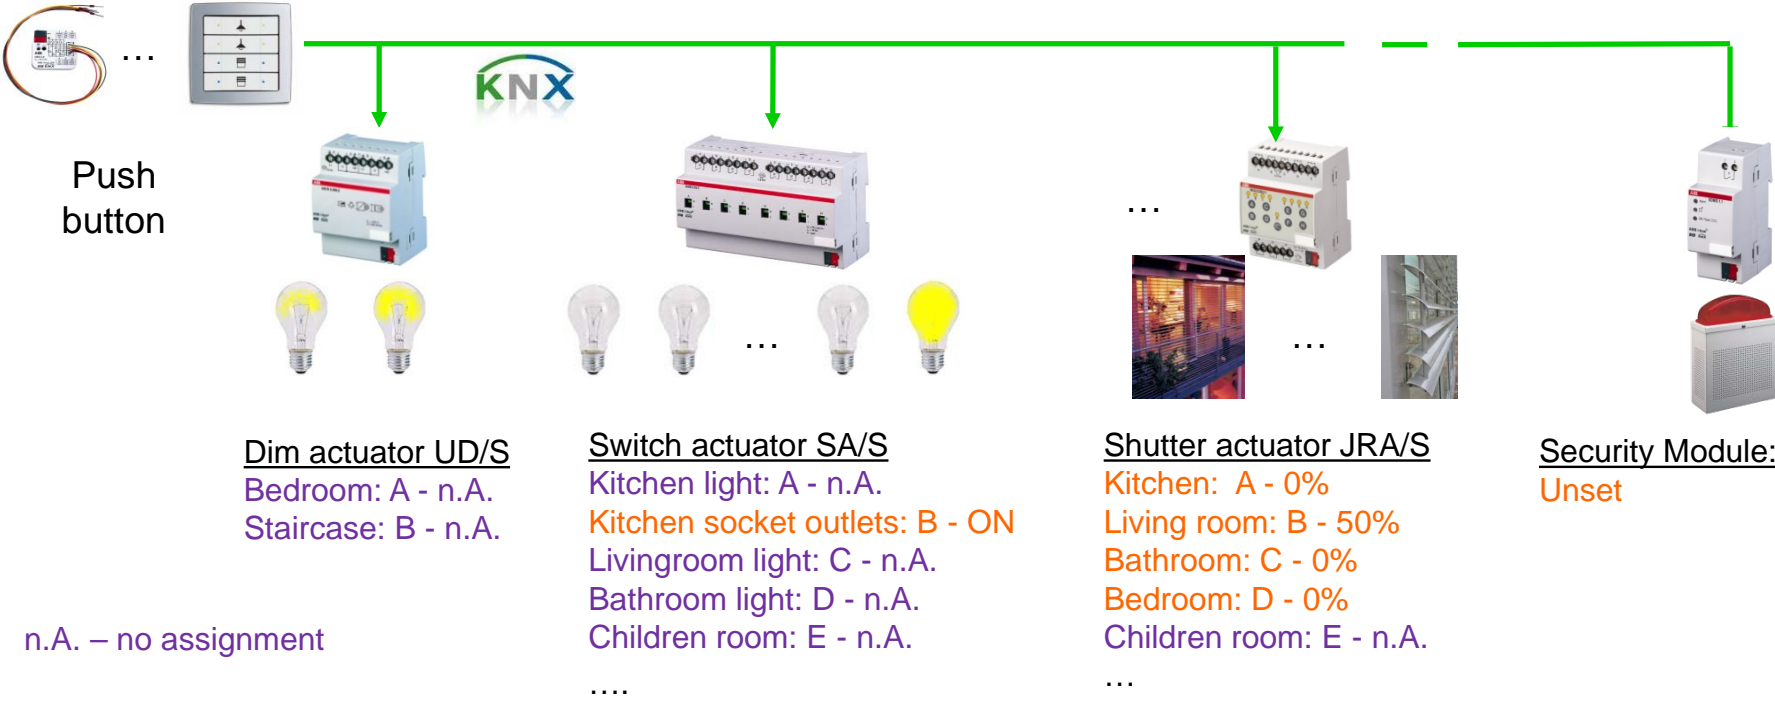 …
KNX
Push
button
…
…
…
Dim actuator UD/S
Bedroom: A - n.A.
Staircase: B - n.A.
Switch actuator SA/S
Kitchen light: A - n.A.
Kitchen socket outlets: B - ON
Livingroom light: C - n.A.
Bathroom light: D - n.A.
Children room: E - n.A.
….
Shutter actuator JRA/S
Kitchen:  A - 0%
Living room: B - 50%
Bathroom: C - 0%
Bedroom: D - 0%
Children room: E - n.A.
…
Security Module:
Unset
n.A. – no assignment